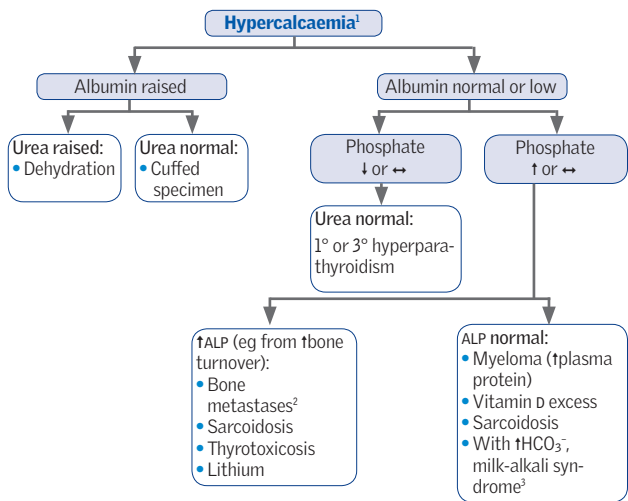 Hypercalcaemia¹
Albumin raised
Albumin normal or low
Urea raised:
• Dehydration
Urea normal:
• Cuffed
specimen
Phosphate
↓ or ↔
Phosphate
↑ or ↔
Urea normal:
1° or 3° hyperpara-
thyroidism
↑ALP (eg from ↑bone
turnover):
• Bone
metastases²
• Sarcoidosis
• Thyrotoxicosis
• Lithium
ALP normal:
• Myeloma (↑plasma
protein)
• Vitamin D excess
• Sarcoidosis
• With ↑HCO₃⁻,
milk-alkali syn-
drome³